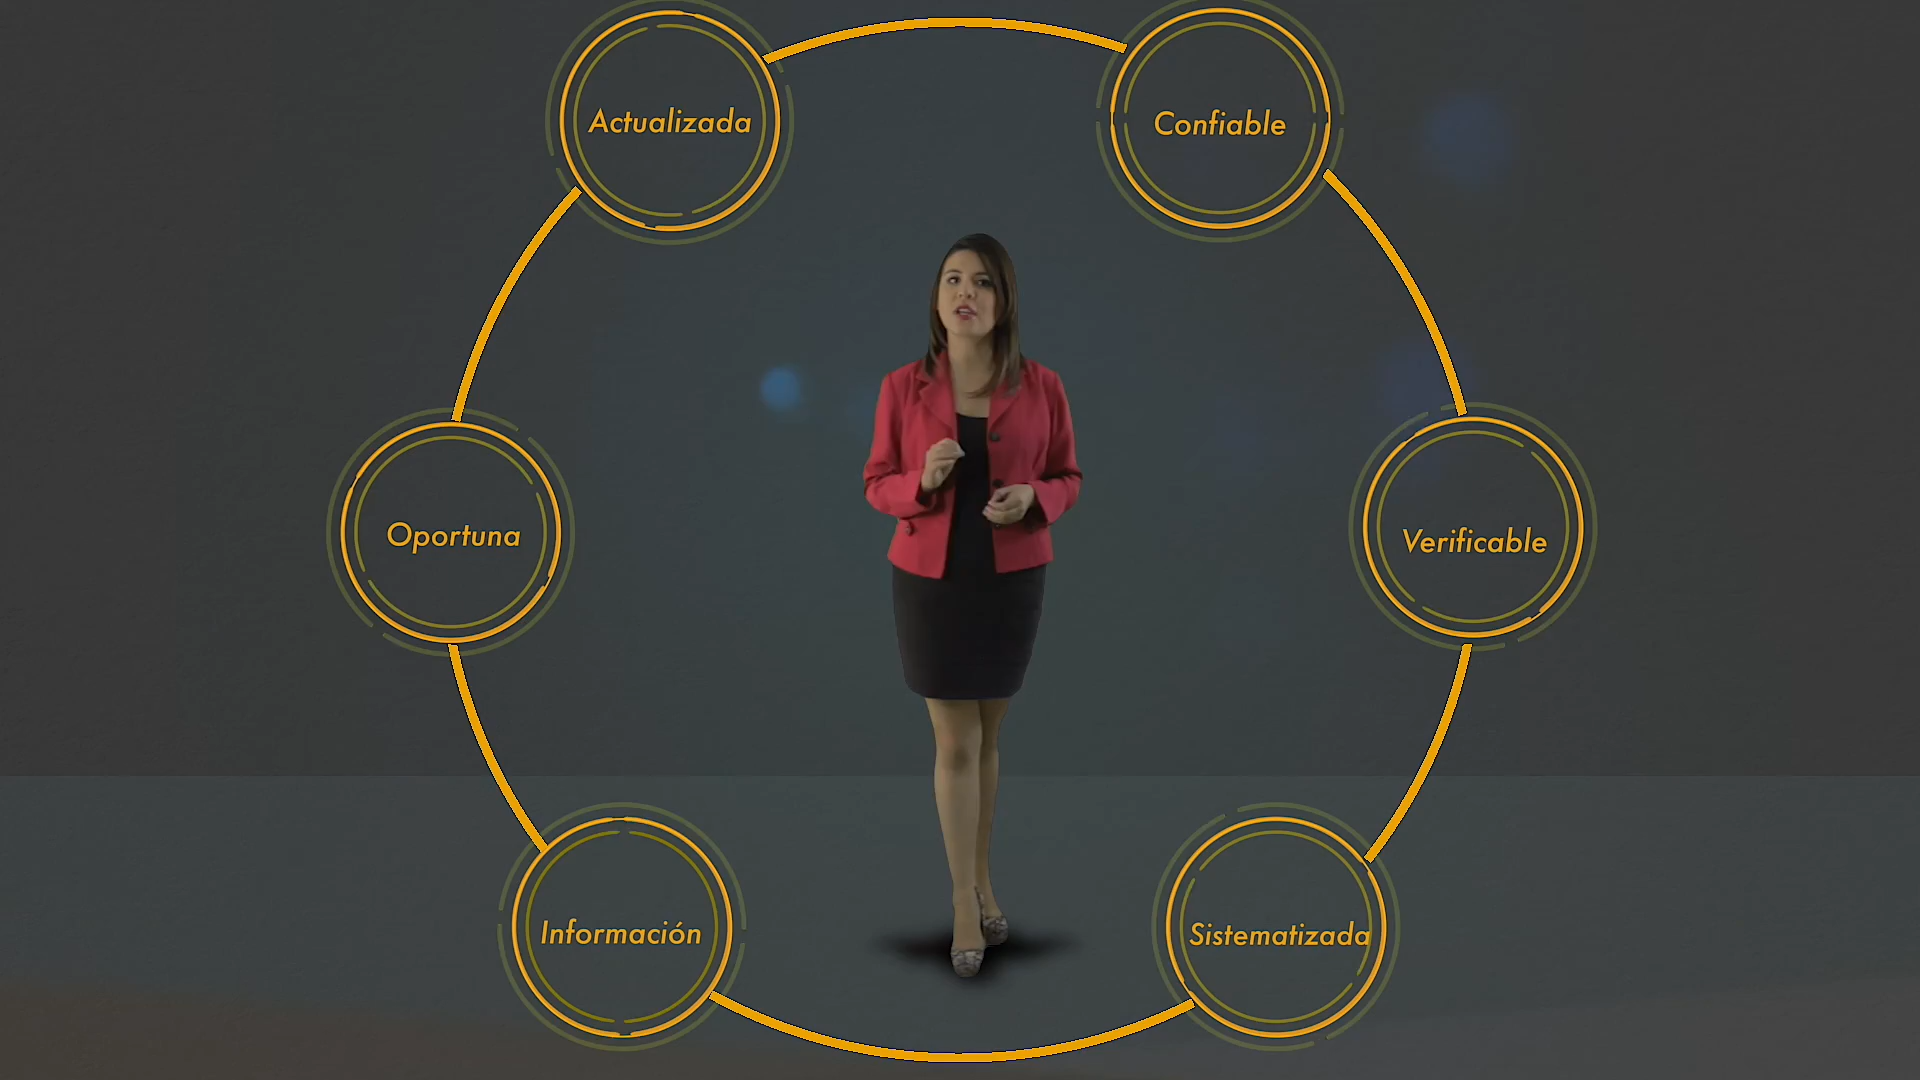 Actualizada
Confiable
Oportuna
Verificable
Información
Sistematizada